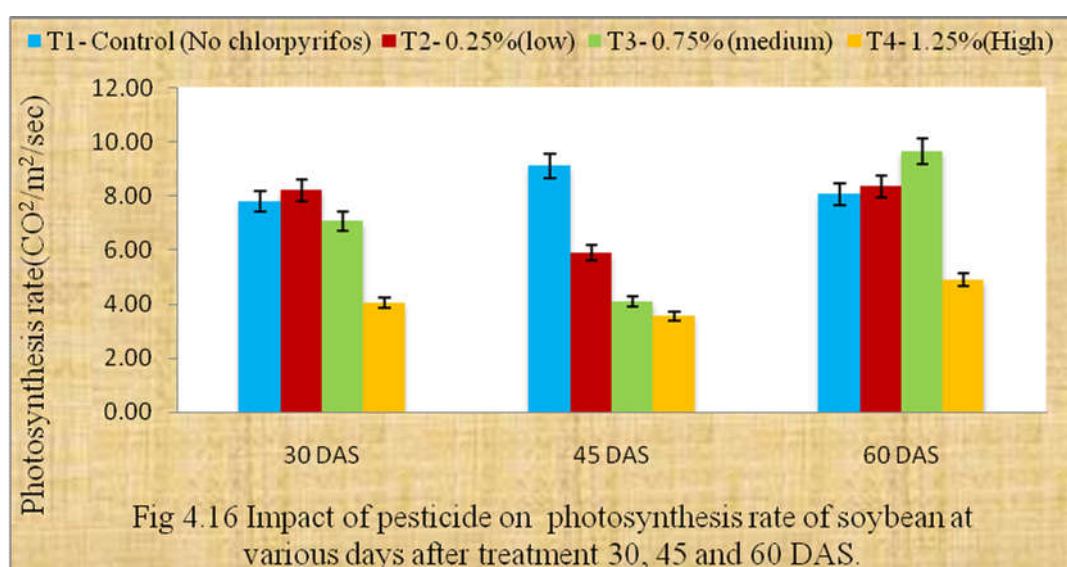 T1- Control (No chlorpyrifos) T2- 0.25%(low) T3- 0.75%(medium) T4- 1.25%(High)
Photosynthesis rate(CO²/m²/sec)
12.00
10.00
8.00
6.00
4.00
2.00
0.00
30 DAS 45 DAS 60 DAS
Fig 4.16 Impact of pesticide on photosynthesis rate of soybean at
various days after treatment 30, 45 and 60 DAS.